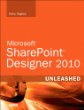 Microsoft
SharePoint
Designer 2010
UNLEASHED